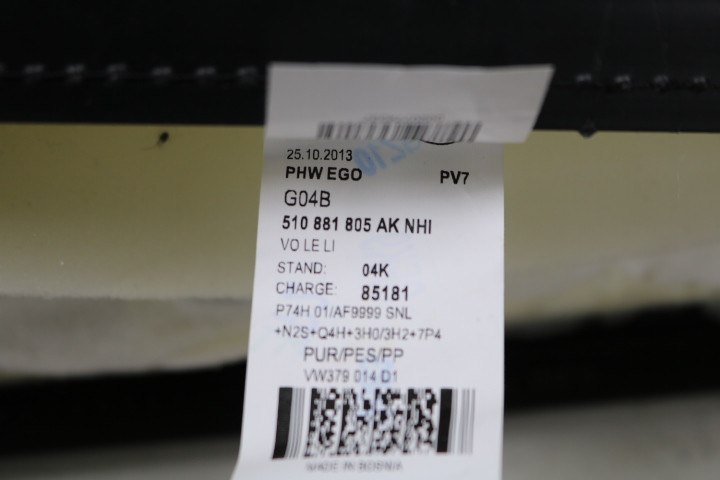 25.10.2013
PHW EGO PV7
G04B
510 881 805 AK NHI
VO LE LI
STAND: 04K
CHARGE: 85181
P74H 01/AF9999 SNL
+N2S+Q4H+3H0/3H2+7P4
PUR/PES/PP
VW379 014 D1
MADE IN BOSNIA